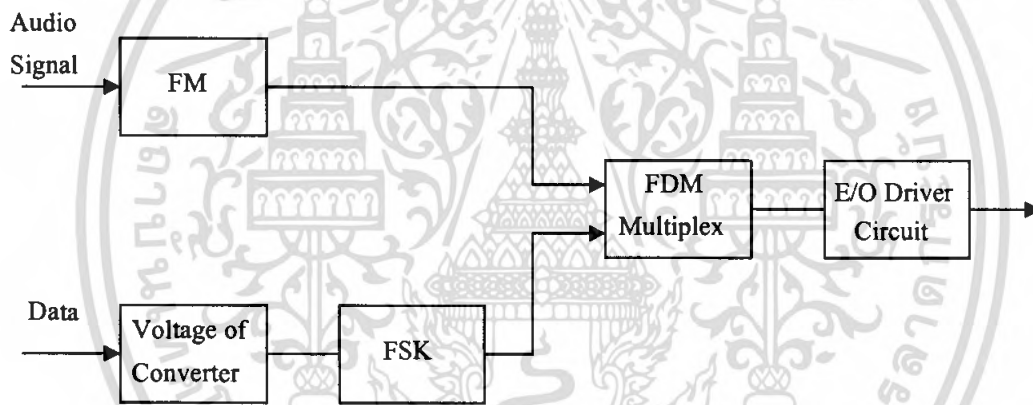 Audio
Signal
FM
FDM
Multiplex
E/O Driver
Circuit
Data
Voltage of
Converter
FSK